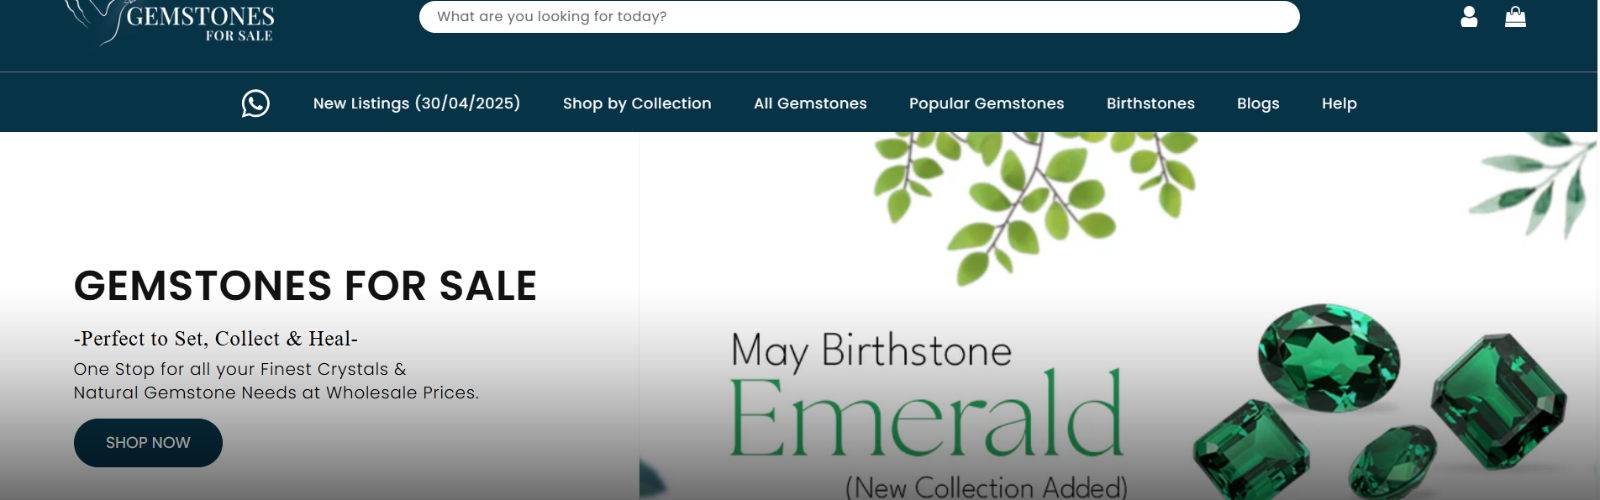 GEMSTONES
FOR SALE
What are you looking for today?
New Listings (30/04/2025) Shop by Collection All Gemstones Popular Gemstones Birthstones Blogs Help
GEMSTONES FOR SALE
-Perfect to Set, Collect & Heal-
One Stop for all your Finest Crystals &
Natural Gemstone Needs at Wholesale Prices.
SHOP NOW
May Birthstone
Emerald
(New Collection Added)